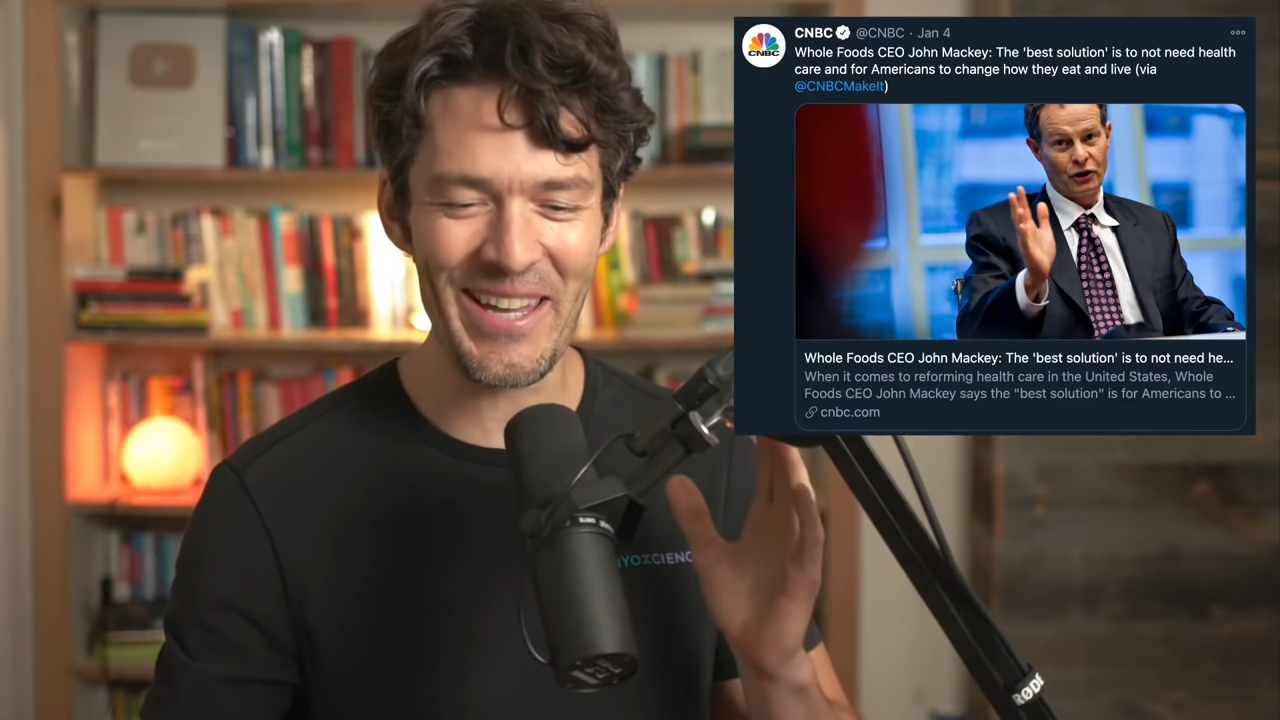 CNBC @CNBC · Jan 4
Whole Foods CEO John Mackey: The 'best solution' is to not need health
care and for Americans to change how they eat and live (via
@CNBCMakeIt)
CNBC
Whole Foods CEO John Mackey: The 'best solution' is to not need he...
When it comes to reforming health care in the United States, Whole
Foods CEO John Mackey says the "best solution" is for Americans to ...
cnbc.com
YOXCIENC
RØDE